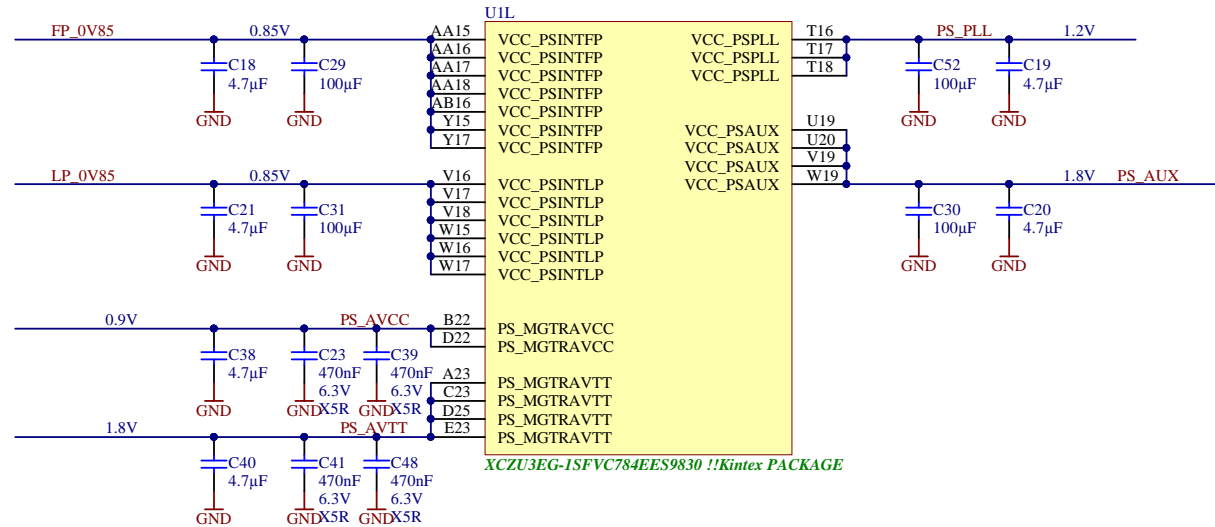 U1L
FP_0V85 0.85V AA15 VCC_PSINTFP VCC_PSPLL T16 PS_PLL 1.2V
AA16 VCC_PSINTFP VCC_PSPLL T17
AA17 VCC_PSINTFP VCC_PSPLL T18
AA18 VCC_PSINTFP
AB16 VCC_PSINTFP
Y15 VCC_PSINTFP VCC_PSAUX U19
Y17 VCC_PSINTFP VCC_PSAUX U20
VCC_PSAUX V19
C18 C29 C52 C19
4.7µF 100µF 100µF 4.7µF
GND GND GND GND
LP_0V85 0.85V V16 VCC_PSINTLP VCC_PSAUX W19 1.8V PS_AUX
V17 VCC_PSINTLP
V18 VCC_PSINTLP
W15 VCC_PSINTLP
W16 VCC_PSINTLP
W17 VCC_PSINTLP
C21 C31 C30 C20
4.7µF 100µF 100µF 4.7µF
GND GND GND GND
0.9V PS_AVCC B22 PS_MGTRAVCC
D22 PS_MGTRAVCC
C38 C23 C39
4.7µF 470nF 470nF
6.3V 6.3V
GND GND X5R GND X5R
A23 PS_MGTRAVTT
C23 PS_MGTRAVTT
D25 PS_MGTRAVTT
1.8V PS_AVTT E23 PS_MGTRAVTT
C40 C41 C48
4.7µF 470nF 470nF
6.3V 6.3V
GND GND X5R GND X5R
XCZU3EG-1SFVC784EES9830 !!Kintex PACKAGE